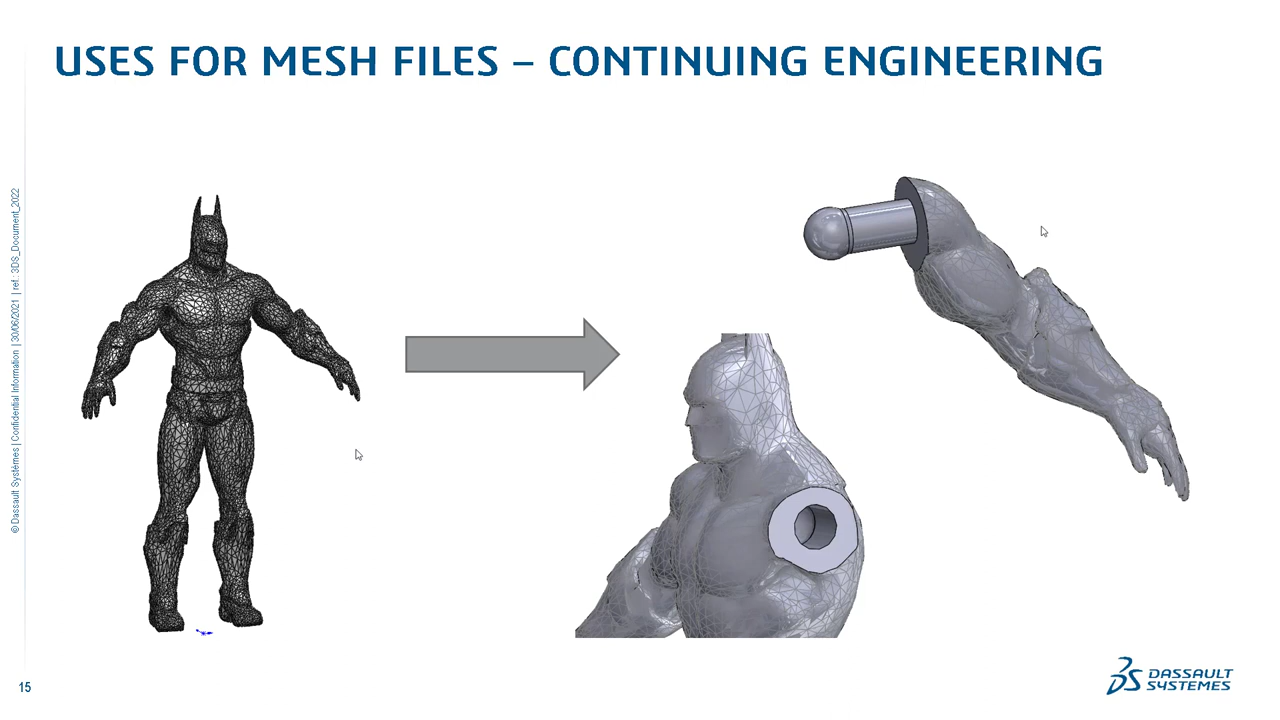 USES FOR MESH FILES – CONTINUING ENGINEERING
© Dassault Systèmes | Confidential Information | 30/06/2021 | ref.: 3DS_Document_2022
15
DASSAULT
SYSTEMES